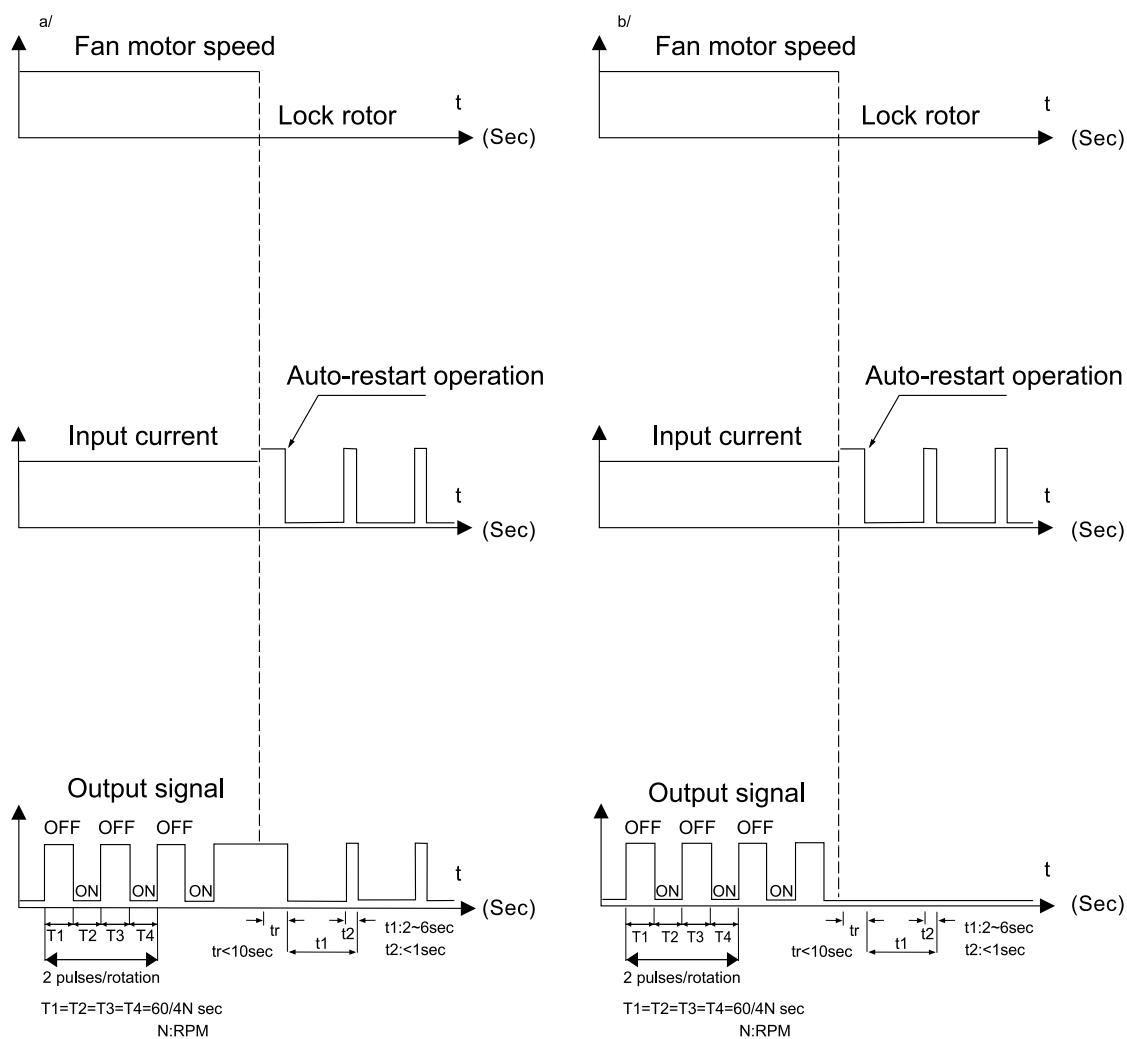 a/
Fan motor speed
t
Lock rotor
(Sec)
Auto-restart operation
Input current
t
(Sec)
Output signal
OFF OFF OFF
t
ON ON ON
(Sec)
T1 T2 T3 T4
tr
t2
t1:2~6sec
tr<10sec
t1
t2:<1sec
2 pulses/rotation
T1=T2=T3=T4=60/4N sec
N:RPM
b/
Fan motor speed
t
Lock rotor
(Sec)
Auto-restart operation
Input current
t
(Sec)
Output signal
OFF OFF OFF
t
ON ON ON
(Sec)
T1 T2 T3 T4
tr
t2
t1:2~6sec
tr<10sec
t1
t2:<1sec
2 pulses/rotation
T1=T2=T3=T4=60/4N sec
N:RPM